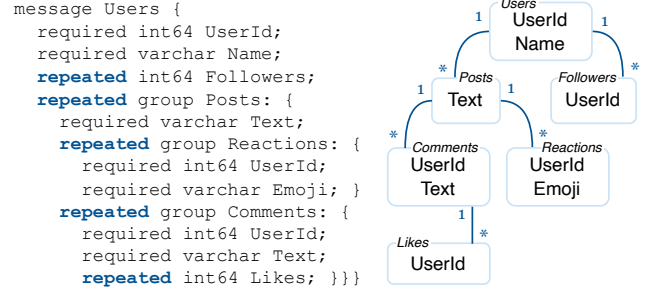 message Users {
required int64 UserId;
required varchar Name;
repeated int64 Followers;
repeated group Posts: {
required varchar Text;
repeated group Reactions: {
required int64 UserId;
required varchar Emoji; }
repeated group Comments: {
required int64 UserId;
required varchar Text;
repeated int64 Likes; }}}
Users
UserId
Name
1
1
*
*
Posts
Text
Followers
UserId
1
1
*
*
Comments
UserId
Text
Reactions
UserId
Emoji
1
*
Likes
UserId